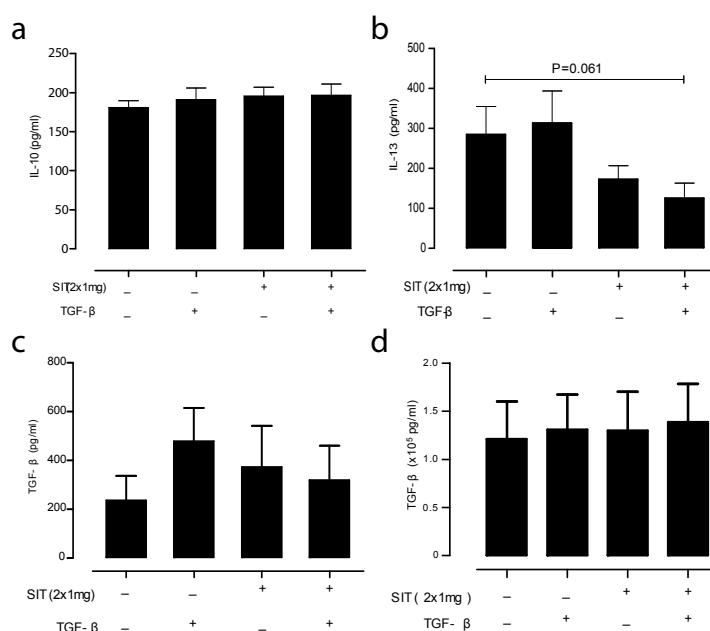 a
IL-10 (pg/ml)
250
200
150
100
50
0
SIT(2x1mg) – – + +
TGF- β – + – +
b
IL-13 (pg/ml)
500
400
300
200
100
0
P=0.061
SIT (2x1mg) – – + +
TGFβ – + – +
c
TGF- β (pg/ml)
800
600
400
200
0
SIT (2x1mg) – – + +
TGF- β – + – +
d
TGF- β (x10⁵ pg/ml)
2.0
1.5
1.0
0.5
0
SIT ( 2x1mg ) – – + +
TGF- β – + – +